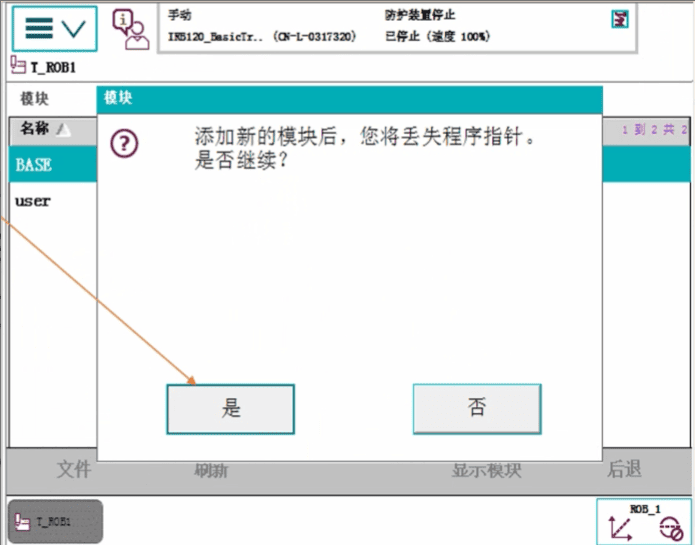 手动
防护装置停止
IRB120_BasicTr.. (CN-L-0317320)
已停止 (速度 100%)
T_ROB1
模块
模块
名称
1 到 2 共 2
添加新的模块后，您将丢失程序指针。
是否继续？
BASE
user
是
否
文件
刷新
显示模块
后退
T_ROB1
ROB_1